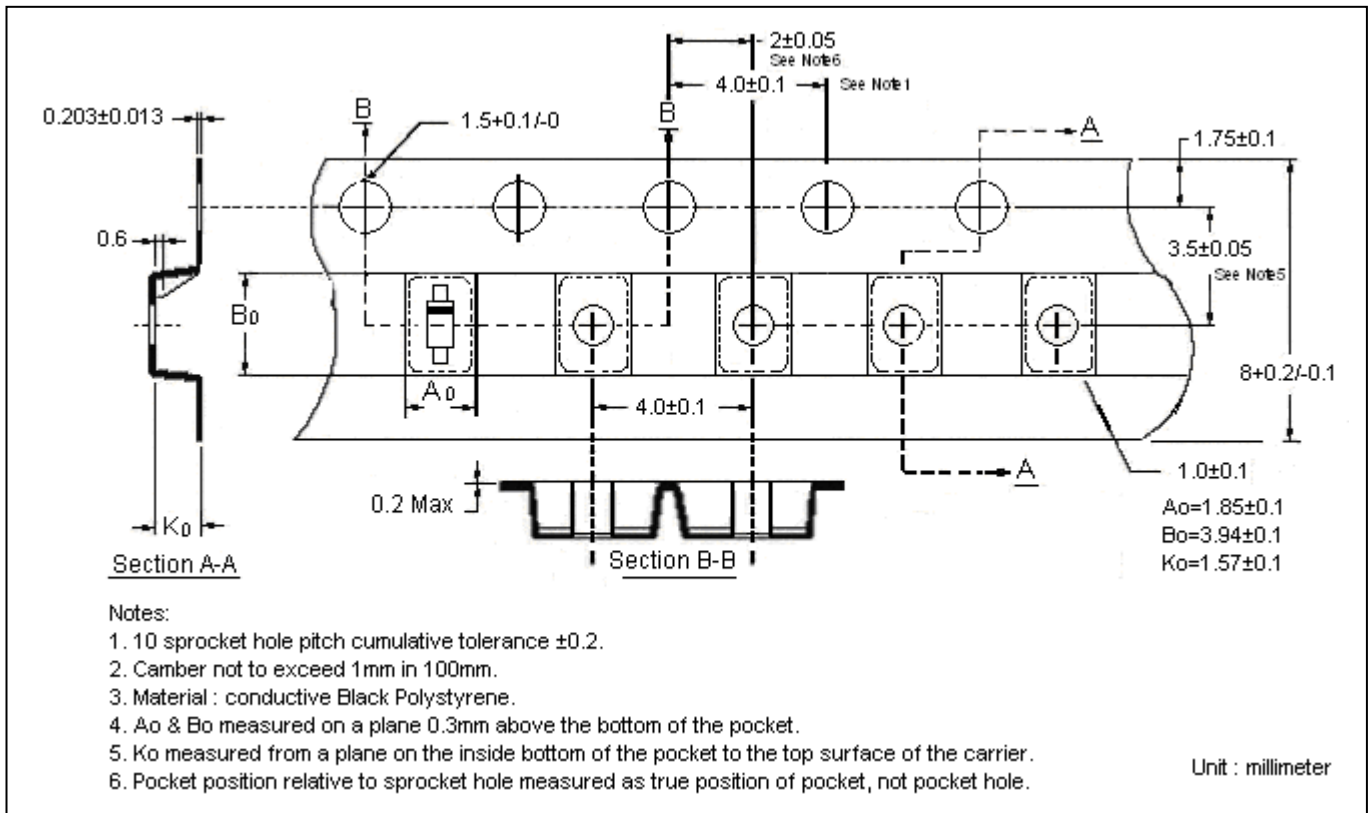 2±0.05
See Note6
4.0±0.1
See Note1
B
B
0.203±0.013
1.5+0.1/-0
A
1.75±0.1
0.6
3.5±0.05
See Note5
B0
A0
8+0.2/-0.1
4.0±0.1
A
1.0±0.1
0.2 Max
K0
Ao=1.85±0.1
Bo=3.94±0.1
Ko=1.57±0.1
Section A-A
Section B-B
Notes:
1. 10 sprocket hole pitch cumulative tolerance ±0.2.
2. Camber not to exceed 1mm in 100mm.
3. Material : conductive Black Polystyrene.
4. Ao & Bo measured on a plane 0.3mm above the bottom of the pocket.
5. Ko measured from a plane on the inside bottom of the pocket to the top surface of the carrier.
6. Pocket position relative to sprocket hole measured as true position of pocket, not pocket hole.
Unit : millimeter